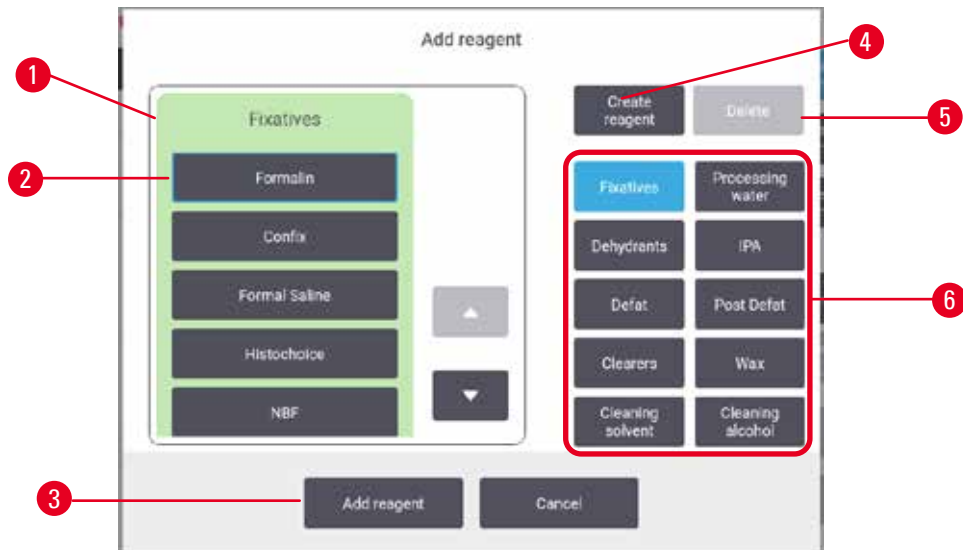 Add reagent
4
1
Create
reagent
Delete
5
Fixatives
2
Formalin
Fixatives
Processing
water
Confix
Dehydrants
IPA
Formal Saline
Defat
Post Defat
6
Histochoice
Clearers
Wax
NBF
Cleaning
solvent
Cleaning
alcohol
3
Add reagent
Cancel